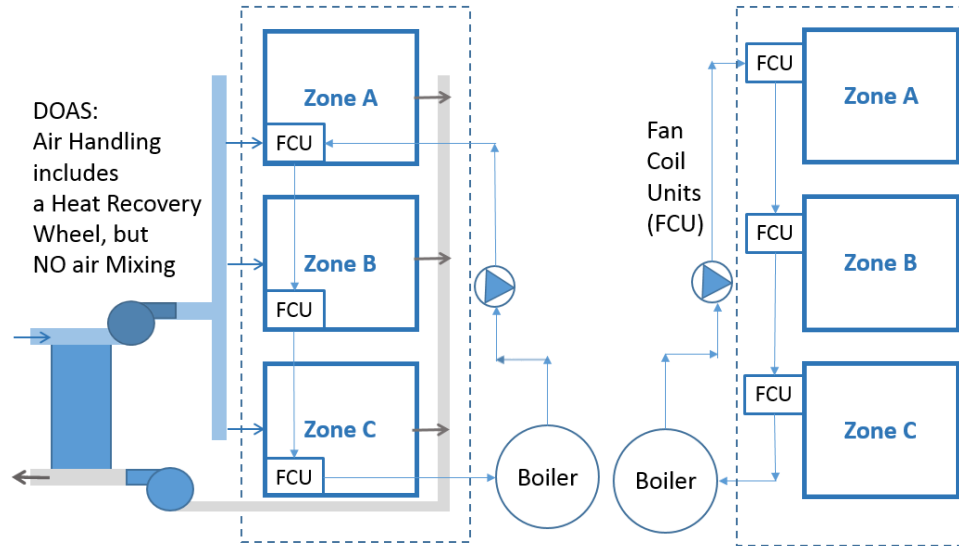 DOAS:
Air Handling
includes
a Heat Recovery
Wheel, but
NO air Mixing
Zone A
FCU
Zone B
FCU
Zone C
FCU
Boiler
Fan
Coil
Units
(FCU)
Boiler
FCU
Zone A
FCU
Zone B
FCU
Zone C